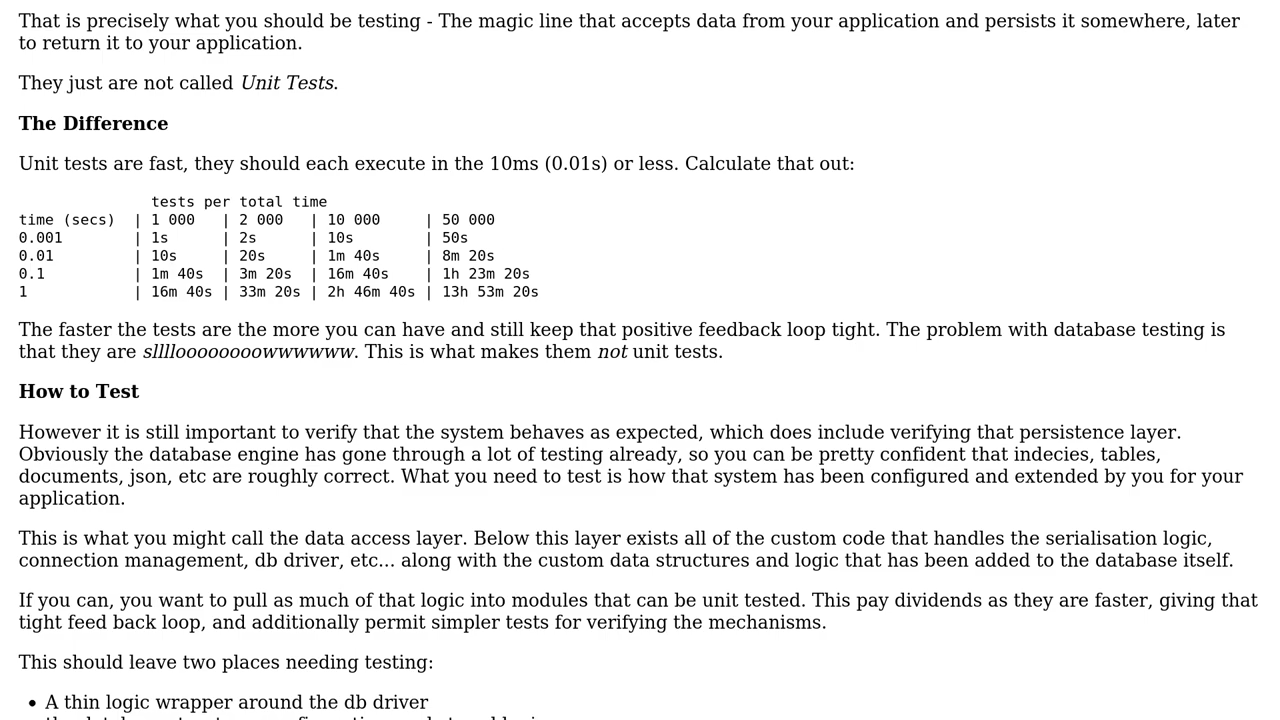 That is precisely what you should be testing - The magic line that accepts data from your application and persists it somewhere, later
to return it to your application.
They just are not called Unit Tests.
The Difference
Unit tests are fast, they should each execute in the 10ms (0.01s) or less. Calculate that out:
tests per total time
time (secs)  | 1 000   | 2 000   | 10 000     | 50 000
0.001        | 1s      | 2s      | 10s        | 50s
0.01         | 10s     | 20s     | 1m 40s     | 8m 20s
0.1          | 1m 40s  | 3m 20s  | 16m 40s    | 1h 23m 20s
1            | 16m 40s | 33m 20s | 2h 46m 40s | 13h 53m 20s
The faster the tests are the more you can have and still keep that positive feedback loop tight. The problem with database testing is
that they are slllloooooooowwwwww. This is what makes them not unit tests.
How to Test
However it is still important to verify that the system behaves as expected, which does include verifying that persistence layer.
Obviously the database engine has gone through a lot of testing already, so you can be pretty confident that indecies, tables,
documents, json, etc are roughly correct. What you need to test is how that system has been configured and extended by you for your
application.
This is what you might call the data access layer. Below this layer exists all of the custom code that handles the serialisation logic,
connection management, db driver, etc... along with the custom data structures and logic that has been added to the database itself.
If you can, you want to pull as much of that logic into modules that can be unit tested. This pay dividends as they are faster, giving that
tight feed back loop, and additionally permit simpler tests for verifying the mechanisms.
This should leave two places needing testing:
• A thin logic wrapper around the db driver